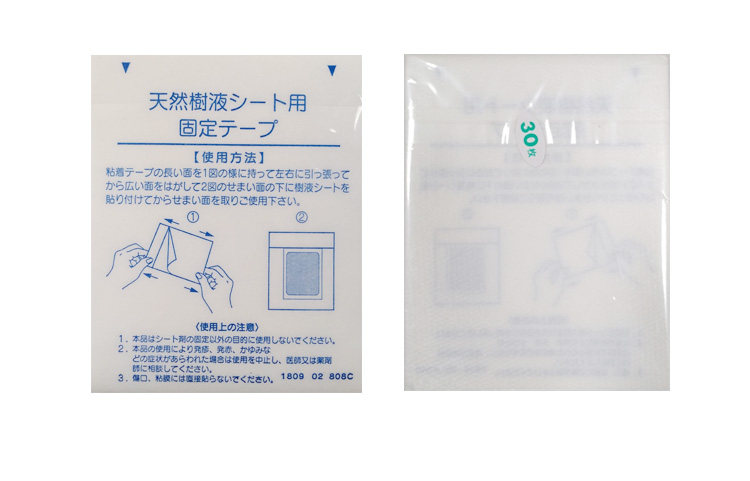 天然樹液シート用
固定テープ
【使用方法】
粘着テープの長い面を1図の様に持って左右に引っ張って
から広い面をはがして2図のせまい面の下に樹液シートを
貼り付けてからせまい面を取りご使用下さい。
① ②
〈使用上の注意〉
1. 本品はシート剤の固定以外の目的に使用しないでください。
2. 本品の使用により発疹、発赤、かゆみな
どの症状があらわれた場合は使用を中止し、医師又は薬剤
師に相談してください。
3. 傷口、粘膜には直接貼らないでください。 1809 02 808C
30枚